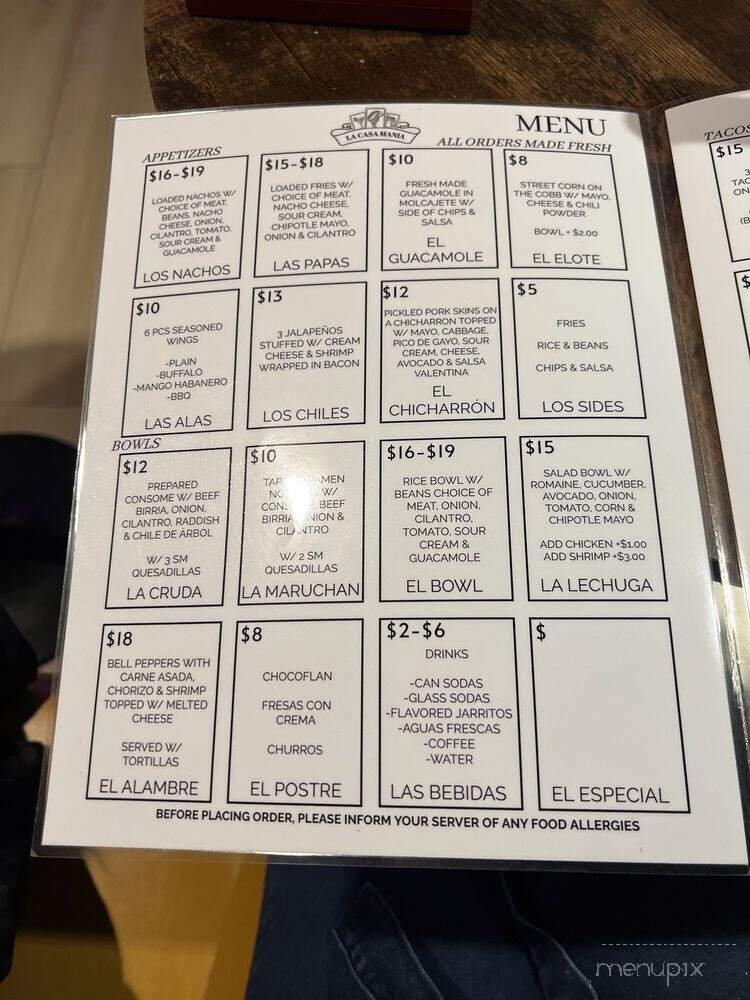 LA CASA MANIA
MENU
ALL ORDERS MADE FRESH
APPETIZERS
$16-$19
LOADED NACHOS W/
CHOICE OF MEAT,
BEANS, NACHO
CHEESE, ONION,
CILANTRO, TOMATO,
SOUR CREAM &
GUACAMOLE
LOS NACHOS
$15-$18
LOADED FRIES W/
CHOICE OF MEAT,
NACHO CHEESE,
SOUR CREAM,
CHIPOTLE MAYO,
ONION & CILANTRO
LAS PAPAS
$10
FRESH MADE
GUACAMOLE IN
MOLCAJETE W/
SIDE OF CHIPS &
SALSA
EL
GUACAMOLE
$8
STREET CORN ON
THE COBB W/ MAYO,
CHEESE & CHILI
POWDER
BOWL + $2.00
EL ELOTE
$10
6 PCS SEASONED
WINGS
-PLAIN
-BUFFALO
-MANGO HABANERO
-BBQ
LAS ALAS
$13
3 JALAPEÑOS
STUFFED W/ CREAM
CHEESE & SHRIMP
WRAPPED IN BACON
LOS CHILES
$12
PICKLED PORK SKINS ON
A CHICHARRON TOPPED
W/ MAYO, CABBAGE,
PICO DE GAYO, SOUR
CREAM, CHEESE,
AVOCADO & SALSA
VALENTINA
EL
CHICHARRÓN
$5
FRIES
RICE & BEANS
CHIPS & SALSA
LOS SIDES
BOWLS
$12
PREPARED
CONSOME W/ BEEF
BIRRIA, ONION,
CILANTRO, RADDISH
& CHILE DE ÁRBOL
W/ 3 SM
QUESADILLAS
LA CRUDA
$10
W/
BEEF
BIRRIA, ONION &
CILANTRO
W/ 2 SM
QUESADILLAS
LA MARUCHAN
$16-$19
RICE BOWL W/
BEANS CHOICE OF
MEAT, ONION,
CILANTRO,
TOMATO, SOUR
CREAM &
GUACAMOLE
EL BOWL
$15
SALAD BOWL W/
ROMAINE, CUCUMBER,
AVOCADO, ONION,
TOMATO, CORN &
CHIPOTLE MAYO
ADD CHICKEN +$1.00
ADD SHRIMP +$3.00
LA LECHUGA
$18
BELL PEPPERS WITH
CARNE ASADA,
CHORIZO & SHRIMP
TOPPED W/ MELTED
CHEESE
SERVED W/
TORTILLAS
EL ALAMBRE
$8
CHOCOFLAN
FRESAS CON
CREMA
CHURROS
EL POSTRE
$2-$6
DRINKS
-CAN SODAS
-GLASS SODAS
-FLAVORED JARRITOS
-AGUAS FRESCAS
-COFFEE
-WATER
LAS BEBIDAS
$
EL ESPECIAL
BEFORE PLACING ORDER, PLEASE INFORM YOUR SERVER OF ANY FOOD ALLERGIES
TACOS
$15
3
menupix